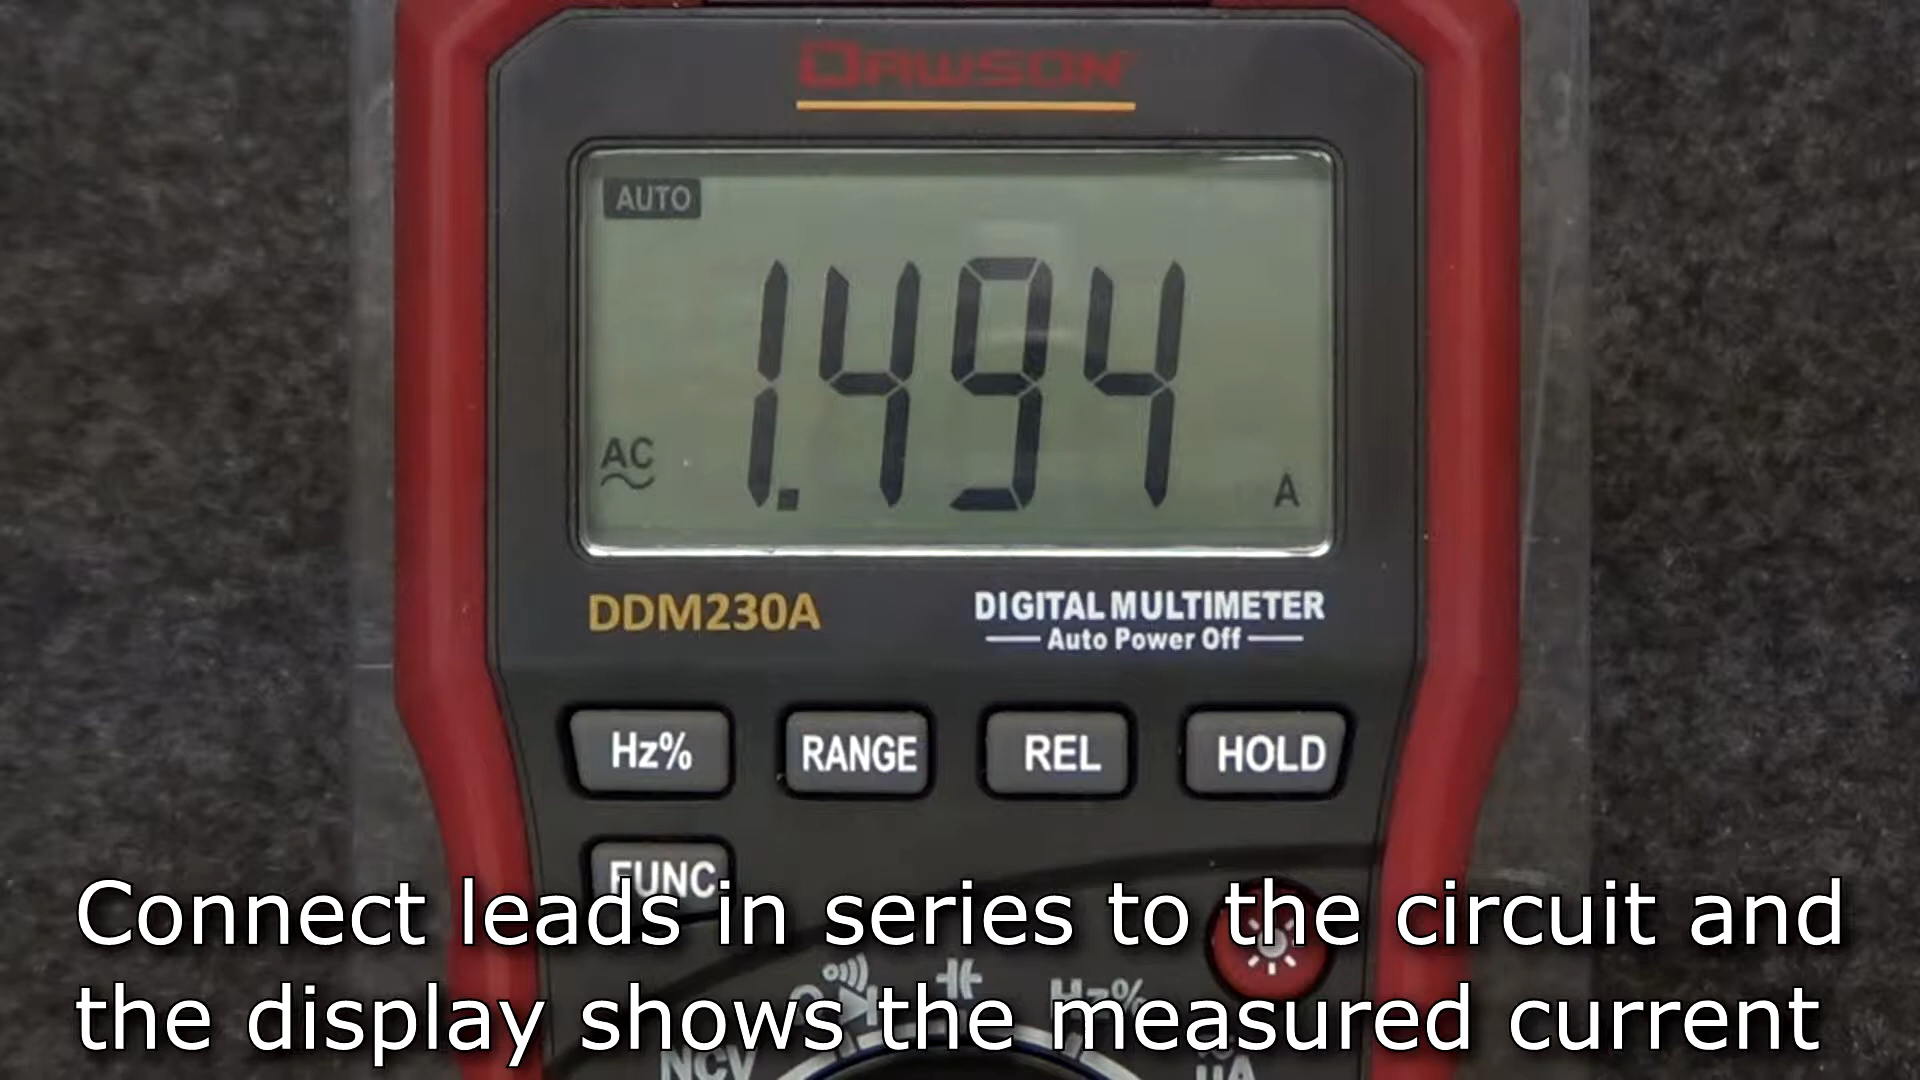 DAWSON
AUTO
1.494
AC
A
DDM230A
DIGITAL MULTIMETER
Auto Power Off
Hz%
RANGE
REL
HOLD
FUNC
Connect leads in series to the circuit and
the display shows the measured current
Hz%
NCV